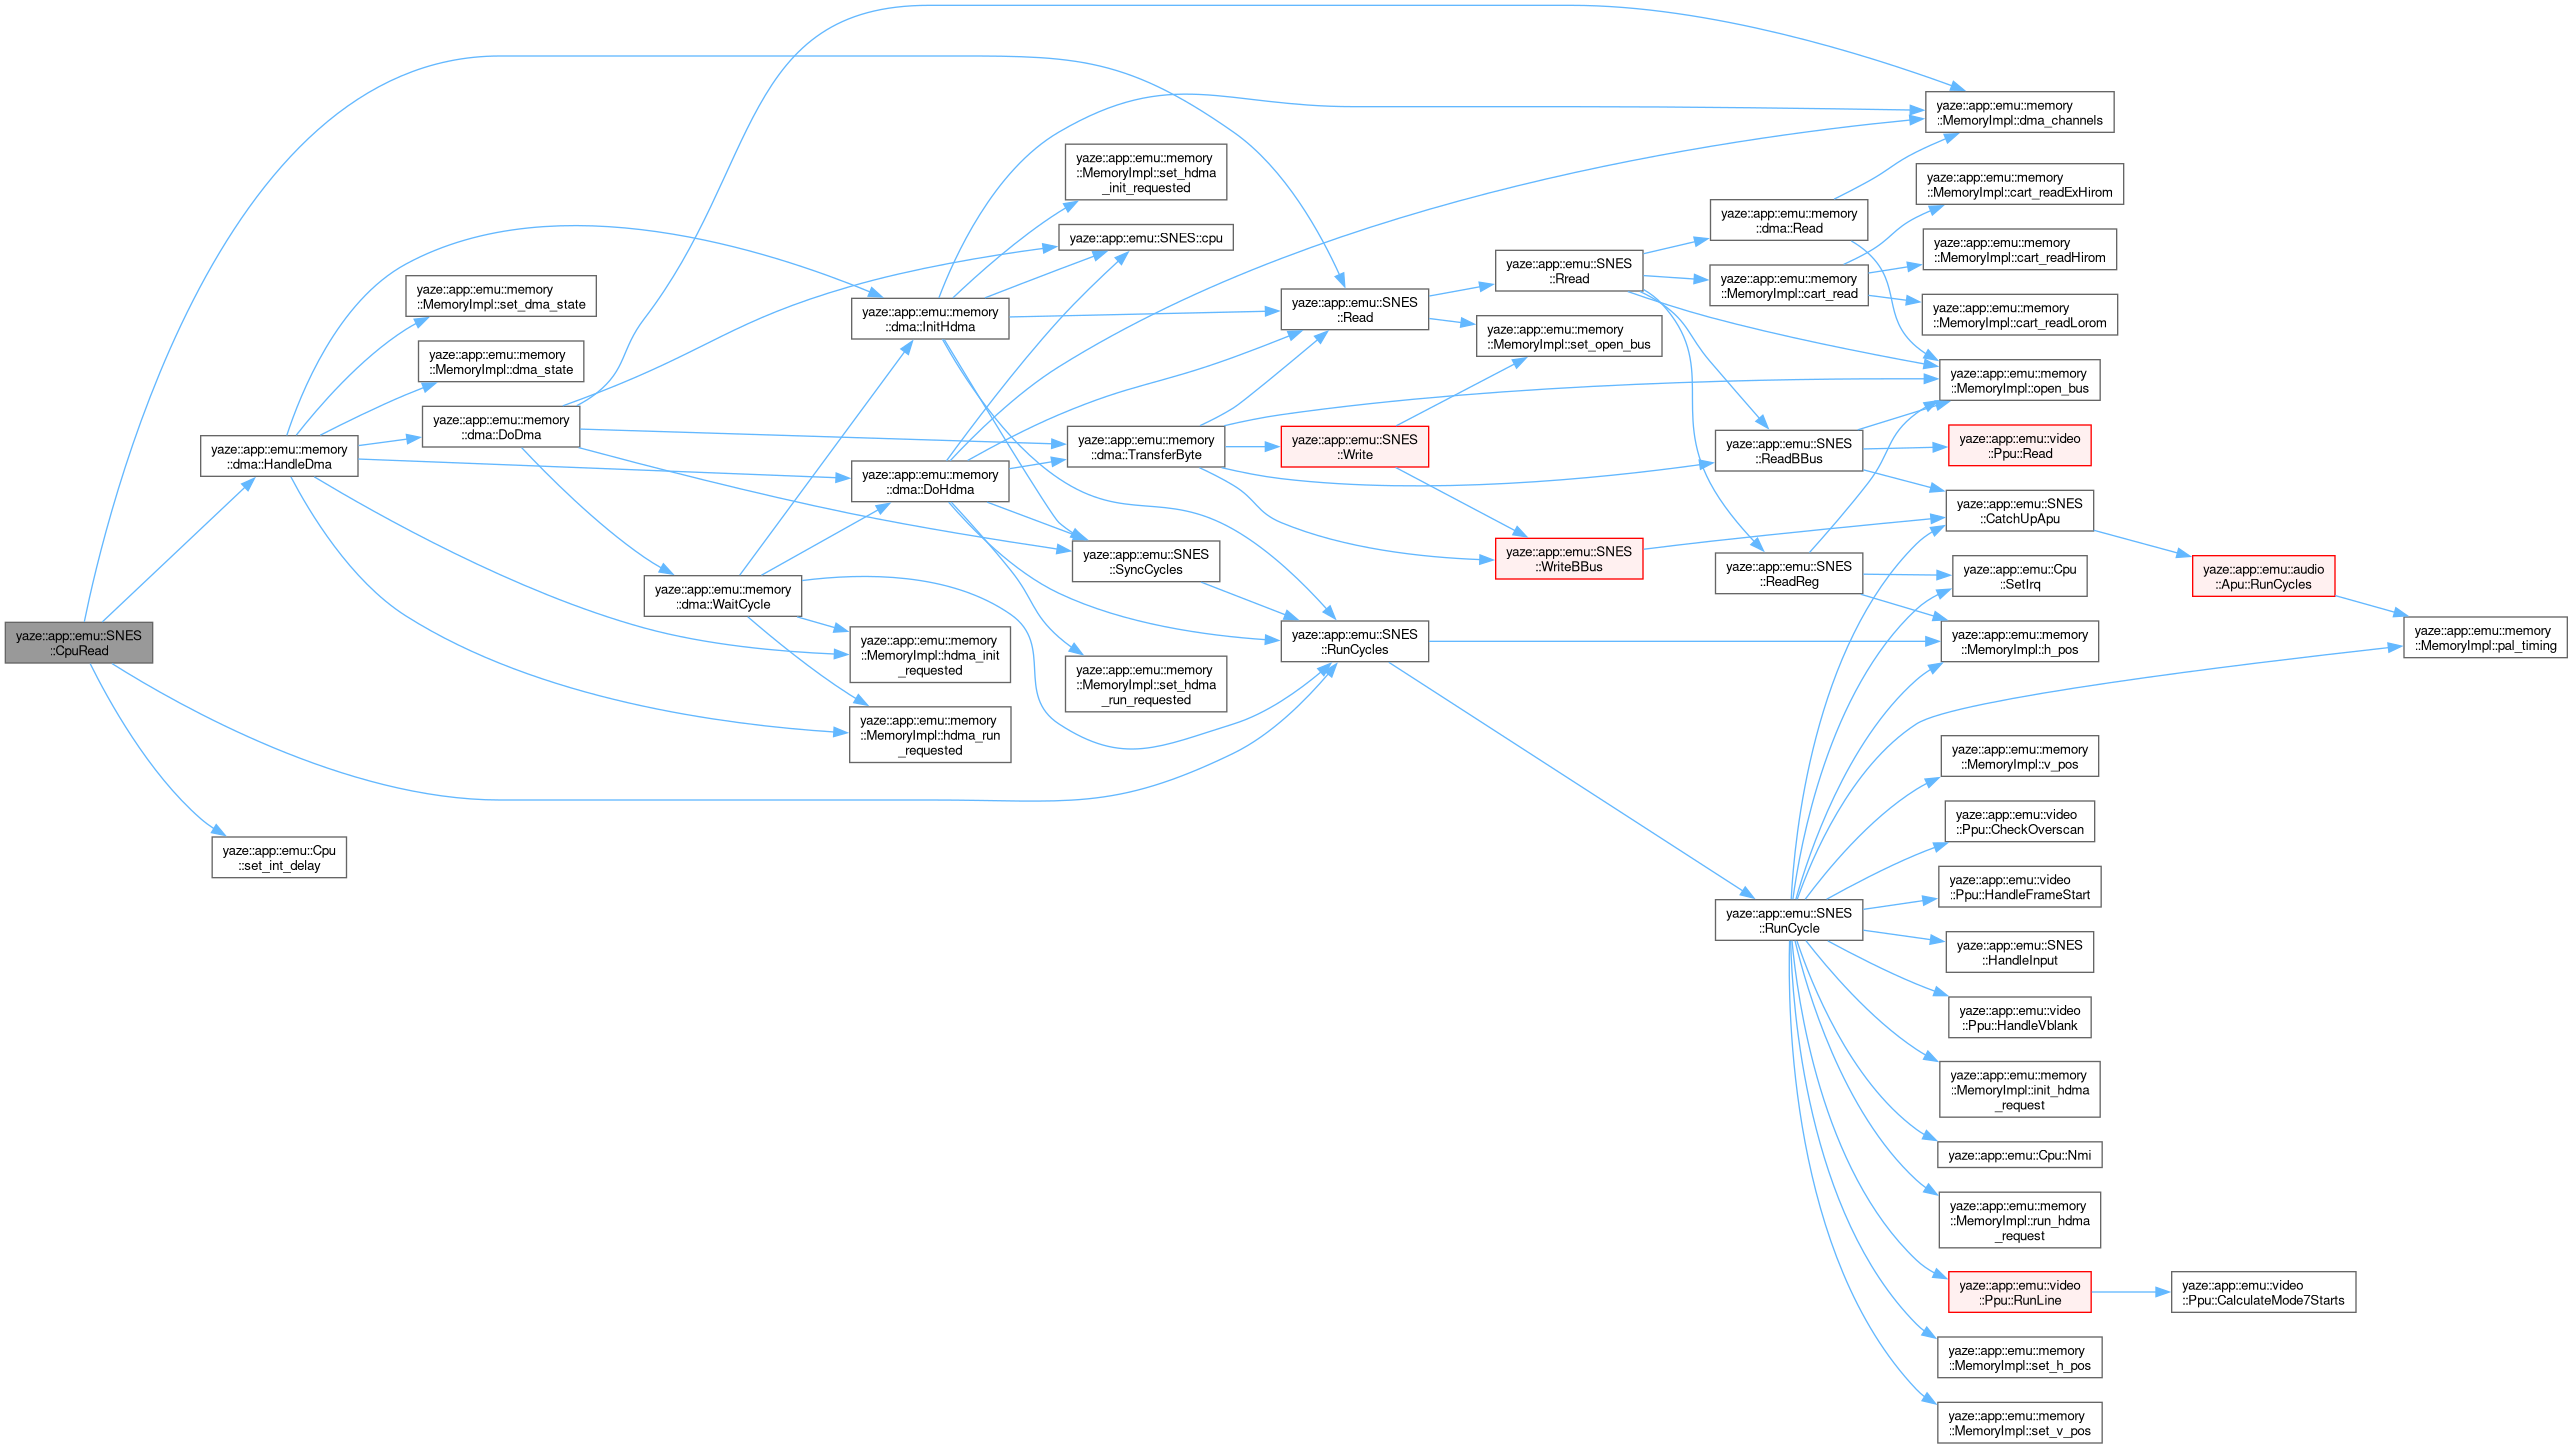 yaze::app::emu::SNES
::CpuRead
yaze::app::emu::memory
::dma::HandleDma
yaze::app::emu::Cpu
::set_int_delay
yaze::app::emu::memory
::MemoryImpl::set_dma_state
yaze::app::emu::memory
::MemoryImpl::dma_state
yaze::app::emu::memory
::dma::DoDma
yaze::app::emu::memory
::dma::WaitCycle
yaze::app::emu::memory
::dma::InitHdma
yaze::app::emu::memory
::dma::DoHdma
yaze::app::emu::memory
::MemoryImpl::hdma_init
_requested
yaze::app::emu::memory
::MemoryImpl::hdma_run
_requested
yaze::app::emu::memory
::MemoryImpl::set_hdma
_init_requested
yaze::app::emu::SNES::cpu
yaze::app::emu::memory
::dma::TransferByte
yaze::app::emu::SNES
::SyncCycles
yaze::app::emu::memory
::MemoryImpl::set_hdma
_run_requested
yaze::app::emu::SNES
::Read
yaze::app::emu::SNES
::Write
yaze::app::emu::SNES
::RunCycles
yaze::app::emu::SNES
::Rread
yaze::app::emu::memory
::MemoryImpl::set_open_bus
yaze::app::emu::SNES
::WriteBBus
yaze::app::emu::memory
::dma::Read
yaze::app::emu::memory
::MemoryImpl::cart_read
yaze::app::emu::SNES
::ReadBBus
yaze::app::emu::SNES
::ReadReg
yaze::app::emu::SNES
::RunCycle
yaze::app::emu::memory
::MemoryImpl::dma_channels
yaze::app::emu::memory
::MemoryImpl::cart_readExHirom
yaze::app::emu::memory
::MemoryImpl::cart_readHirom
yaze::app::emu::memory
::MemoryImpl::cart_readLorom
yaze::app::emu::memory
::MemoryImpl::open_bus
yaze::app::emu::video
::Ppu::Read
yaze::app::emu::SNES
::CatchUpApu
yaze::app::emu::Cpu
::SetIrq
yaze::app::emu::memory
::MemoryImpl::h_pos
yaze::app::emu::memory
::MemoryImpl::v_pos
yaze::app::emu::video
::Ppu::CheckOverscan
yaze::app::emu::video
::Ppu::HandleFrameStart
yaze::app::emu::SNES
::HandleInput
yaze::app::emu::video
::Ppu::HandleVblank
yaze::app::emu::memory
::MemoryImpl::init_hdma
_request
yaze::app::emu::Cpu::Nmi
yaze::app::emu::memory
::MemoryImpl::run_hdma
_request
yaze::app::emu::video
::Ppu::RunLine
yaze::app::emu::memory
::MemoryImpl::set_h_pos
yaze::app::emu::memory
::MemoryImpl::set_v_pos
yaze::app::emu::audio
::Apu::RunCycles
yaze::app::emu::video
::Ppu::CalculateMode7Starts
yaze::app::emu::memory
::MemoryImpl::pal_timing